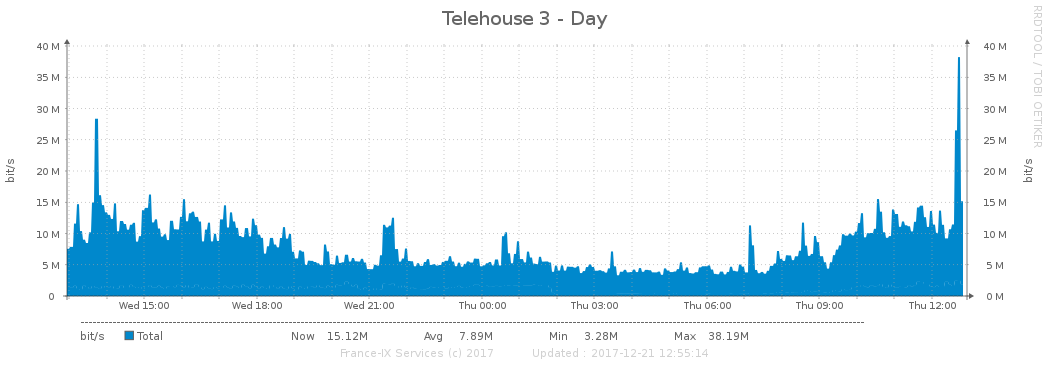 Telehouse 3 - Day
RRDTOOL / TOBI OETIKER
40 M 40 M
35 M 35 M
30 M 30 M
25 M 25 M
20 M 20 M
15 M 15 M
10 M 10 M
5 M 5 M
0 0 M
bit/s bit/s
Wed 15:00 Wed 18:00 Wed 21:00 Thu 00:00 Thu 03:00 Thu 06:00 Thu 09:00 Thu 12:00
bit/s Total Now 15.12M Avg 7.89M Min 3.28M Max 38.19M
France-IX Services (c) 2017 Updated : 2017-12-21 12:55:14